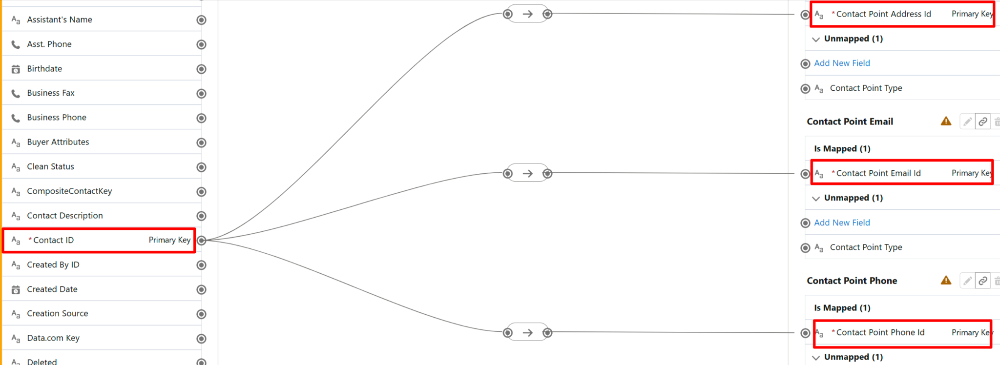 Assistant's Name
Asst. Phone
Birthdate
Business Fax
Business Phone
Buyer Attributes
Clean Status
CompositeContactKey
Contact Description
*Contact ID Primary Key
Created By ID
Created Date
Creation Source
Data.com Key
Deleted
*Contact Point Address Id Primary Key
Unmapped (1)
Add New Field
Contact Point Type
Contact Point Email
Is Mapped (1)
*Contact Point Email Id Primary Key
Unmapped (1)
Add New Field
Contact Point Type
Contact Point Phone
Is Mapped (1)
*Contact Point Phone Id Primary Key
Unmapped (1)